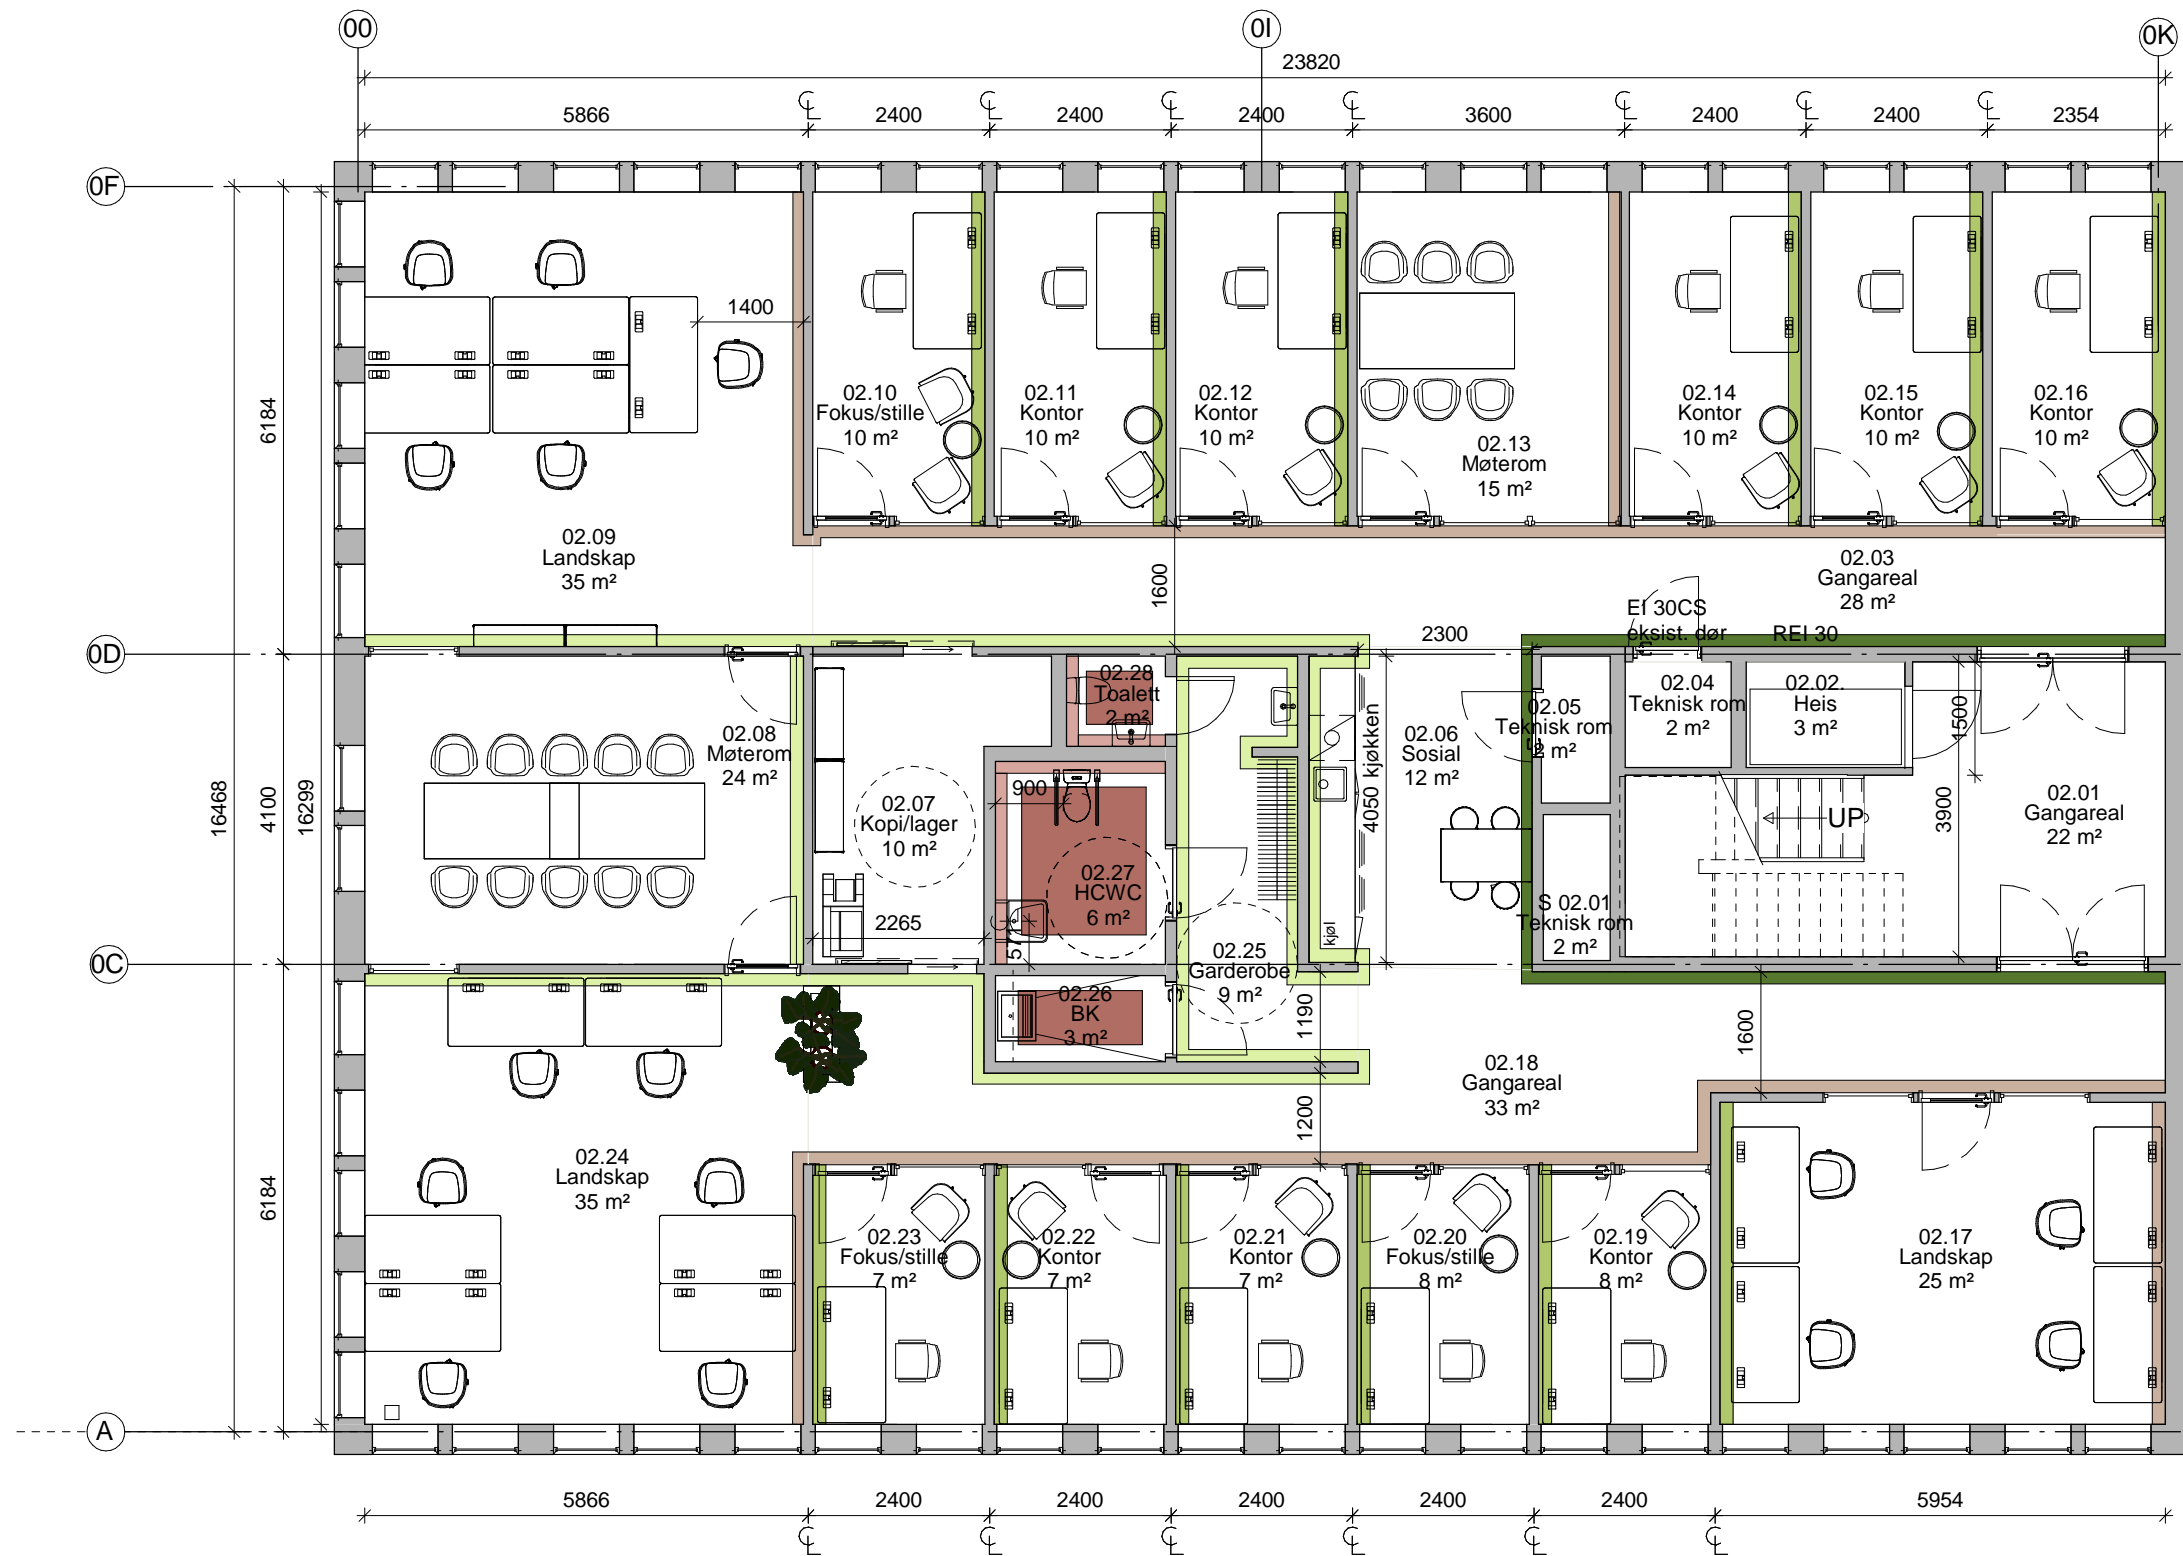 00
0I
0K
23820
5866
2400
2400
2400
3600
2400
2400
2354
0F
0D
0C
A
6184
4100
6184
16468
16299
1400
02.09
Landskap
35 m²
02.10
Fokus/stille
10 m²
02.11
Kontor
10 m²
02.12
Kontor
10 m²
02.13
Møterom
15 m²
02.14
Kontor
10 m²
02.15
Kontor
10 m²
02.16
Kontor
10 m²
1600
02.03
Gangareal
28 m²
EI 30CS
eksist. dør
REI 30
2300
02.08
Møterom
24 m²
02.07
Kopi/lager
10 m²
2265
02.28
Toalett
2 m²
900
02.27
HCWC
6 m²
02.26
BK
3 m²
02.25
Garderobe
9 m²
1190
1200
4050 kjøkken
kjøl
02.06
Sosial
12 m²
02.05
Teknisk rom
2 m²
02.04
Teknisk rom
2 m²
02.02.
Heis
3 m²
1500
3900
UP
02.01
Gangareal
22 m²
S 02.01
Teknisk rom
2 m²
1600
02.18
Gangareal
33 m²
02.24
Landskap
35 m²
02.23
Fokus/stille
7 m²
02.22
Kontor
7 m²
02.21
Kontor
7 m²
02.20
Fokus/stille
8 m²
02.19
Kontor
8 m²
02.17
Landskap
25 m²
5866
2400
2400
2400
2400
2400
5954